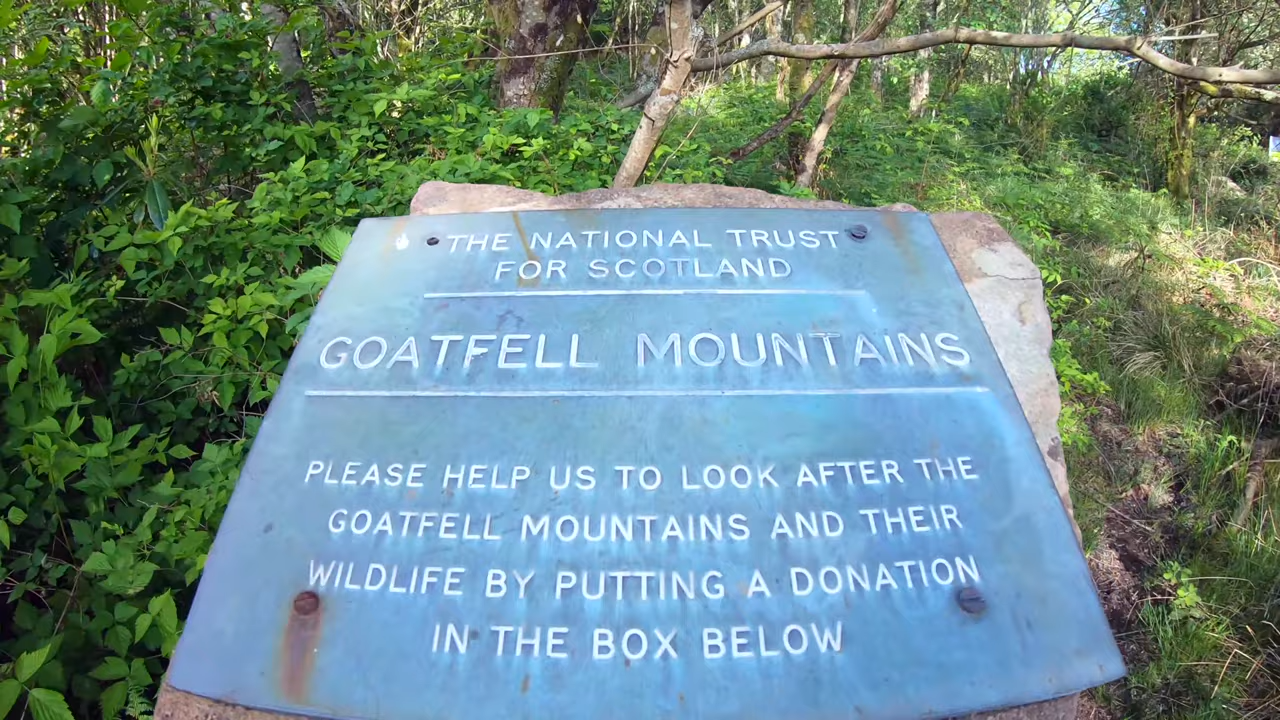 THE NATIONAL TRUST
FOR SCOTLAND
GOATFELL MOUNTAINS
PLEASE HELP US TO LOOK AFTER THE
GOATFELL MOUNTAINS AND THEIR
WILDLIFE BY PUTTING A DONATION
IN THE BOX BELOW